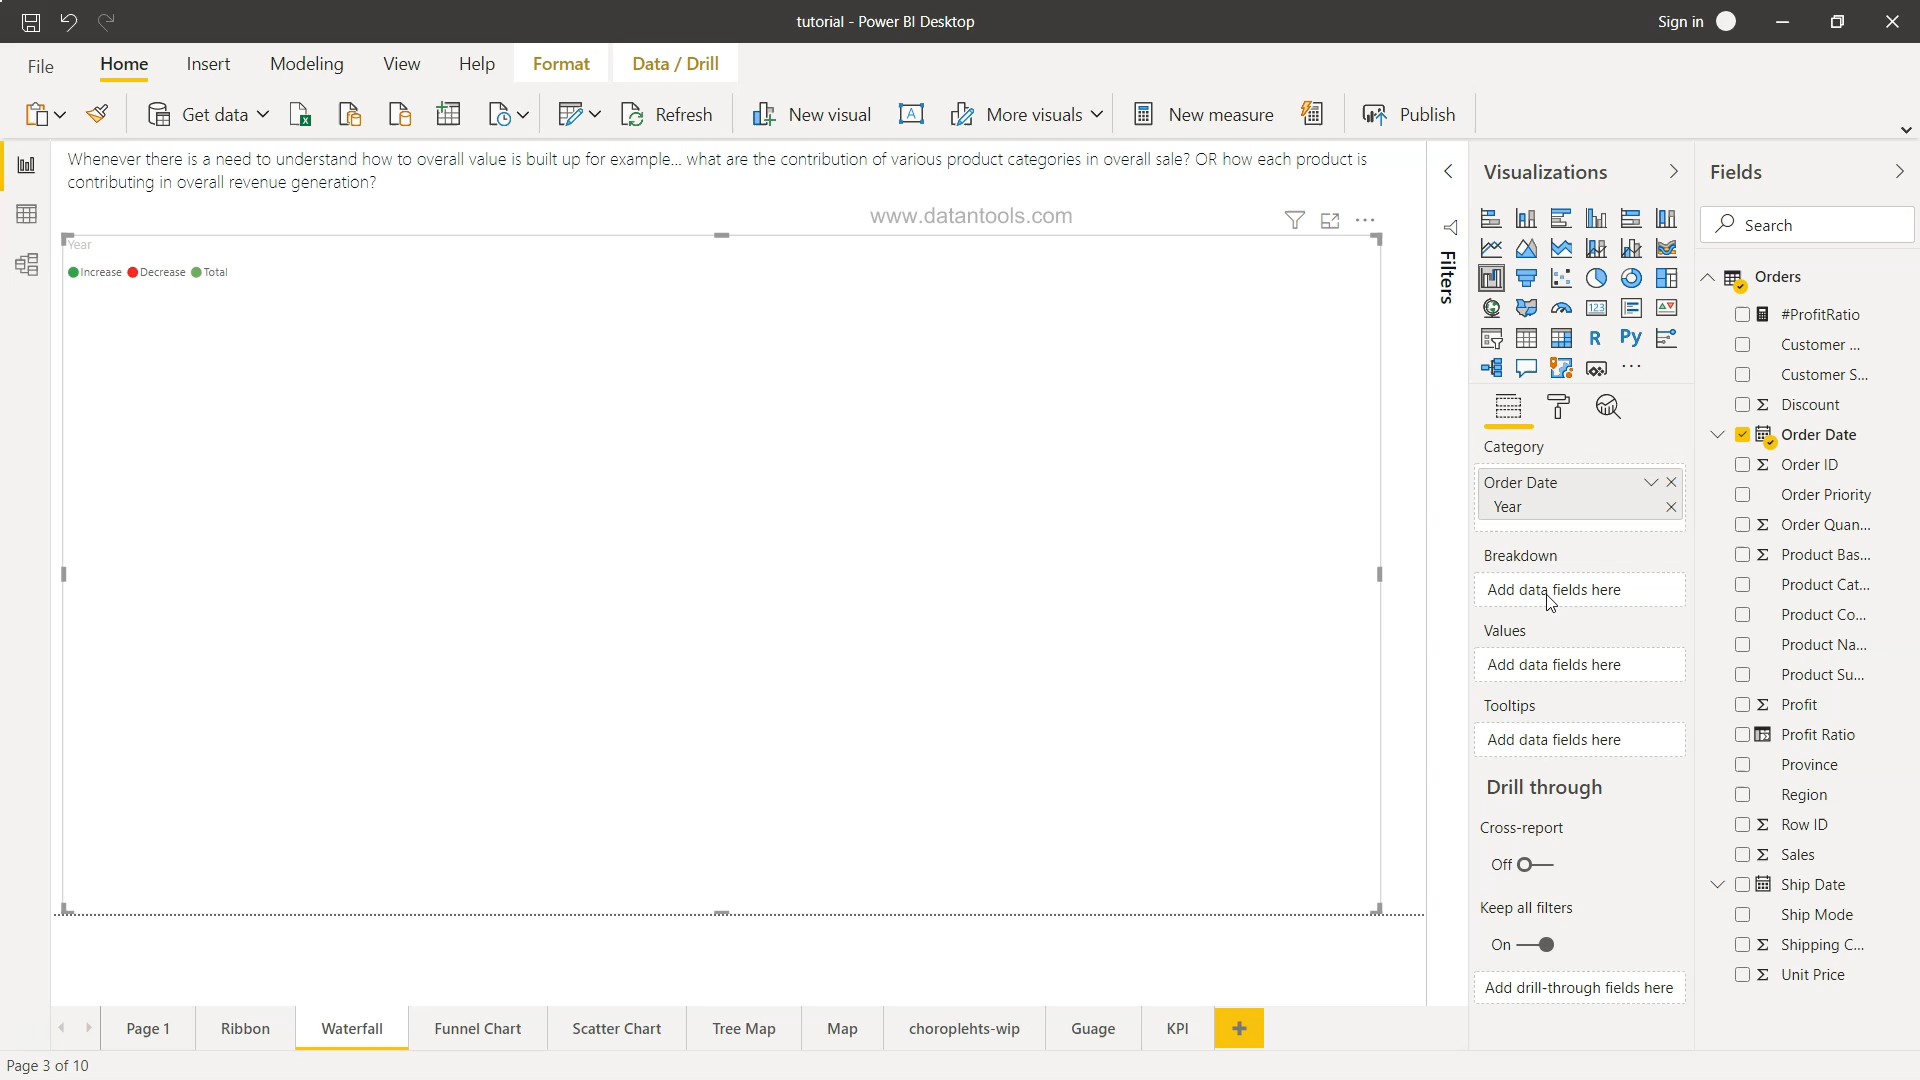 tutorial - Power BI Desktop
Sign in
File Home Insert Modeling View Help Format Data / Drill
Get data Refresh New visual More visuals New measure Publish
Whenever there is a need to understand how to overall value is built up for example... what are the contribution of various product categories in overall sale? OR how each product is
contributing in overall revenue generation?
www.datantools.com
Year
Increase Decrease Total
Filters
Visualizations
123
R
Py
Category
Order Date
Year
Breakdown
Add data fields here
Values
Add data fields here
Tooltips
Add data fields here
Drill through
Cross-report
Off
Keep all filters
On
Add drill-through fields here
Fields
Search
Orders
#ProfitRatio
Customer ...
Customer S...
Σ Discount
Order Date
Σ Order ID
Order Priority
Σ Order Quan...
Σ Product Bas...
Product Cat...
Product Co...
Product Na...
Product Su...
Σ Profit
Profit Ratio
Province
Region
Σ Row ID
Σ Sales
Ship Date
Ship Mode
Σ Shipping C...
Σ Unit Price
Page 1 Ribbon Waterfall Funnel Chart Scatter Chart Tree Map Map choroplehts-wip Guage KPI +
Page 3 of 10